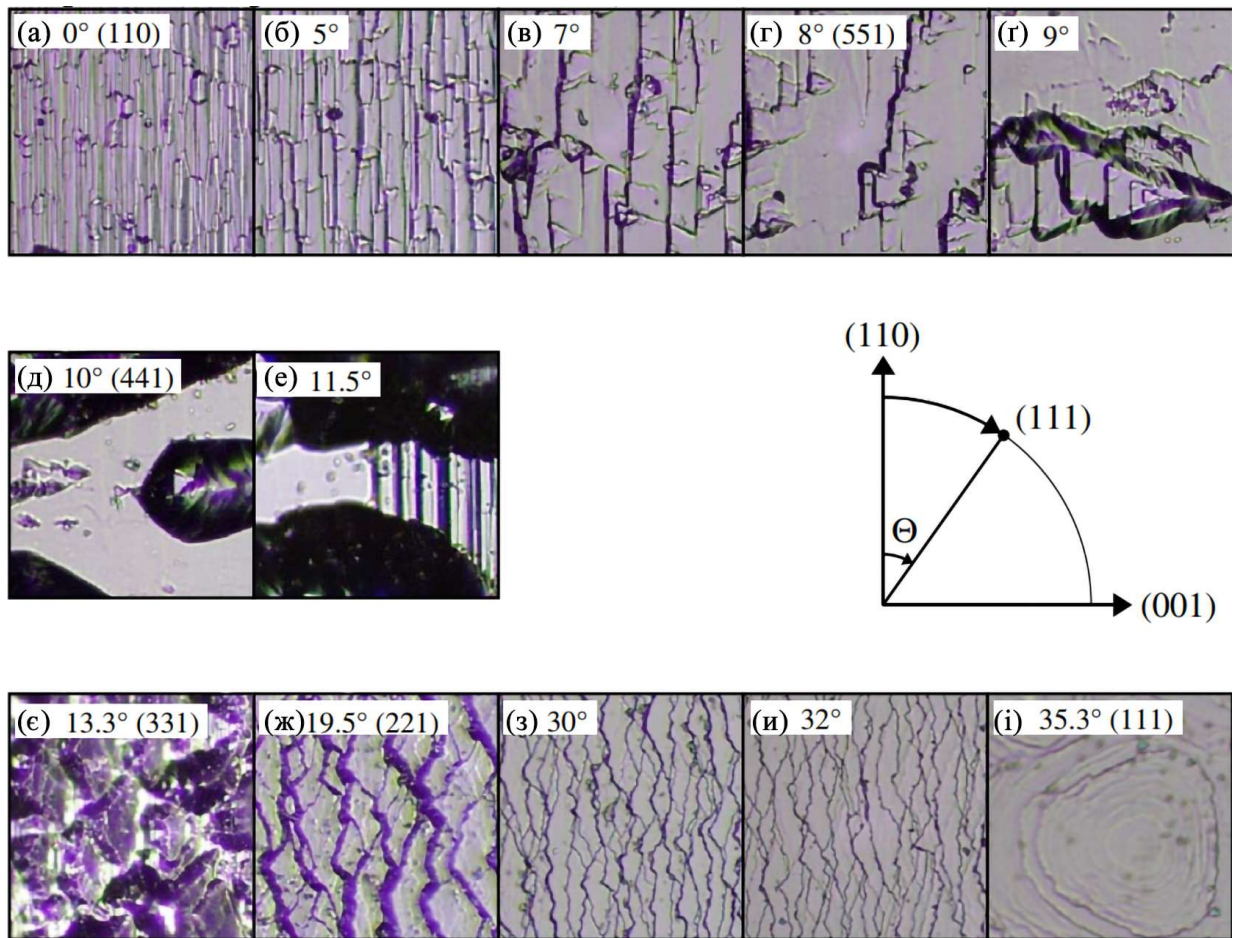 (а) 0° (110)
(б) 5°
(в) 7°
(г) 8° (551)
(ґ) 9°
(110)
(д) 10° (441)
(е) 11.5°
(111)
Θ
(001)
(є) 13.3° (331)
(ж) 19.5° (221)
(з) 30°
(и) 32°
(і) 35.3° (111)